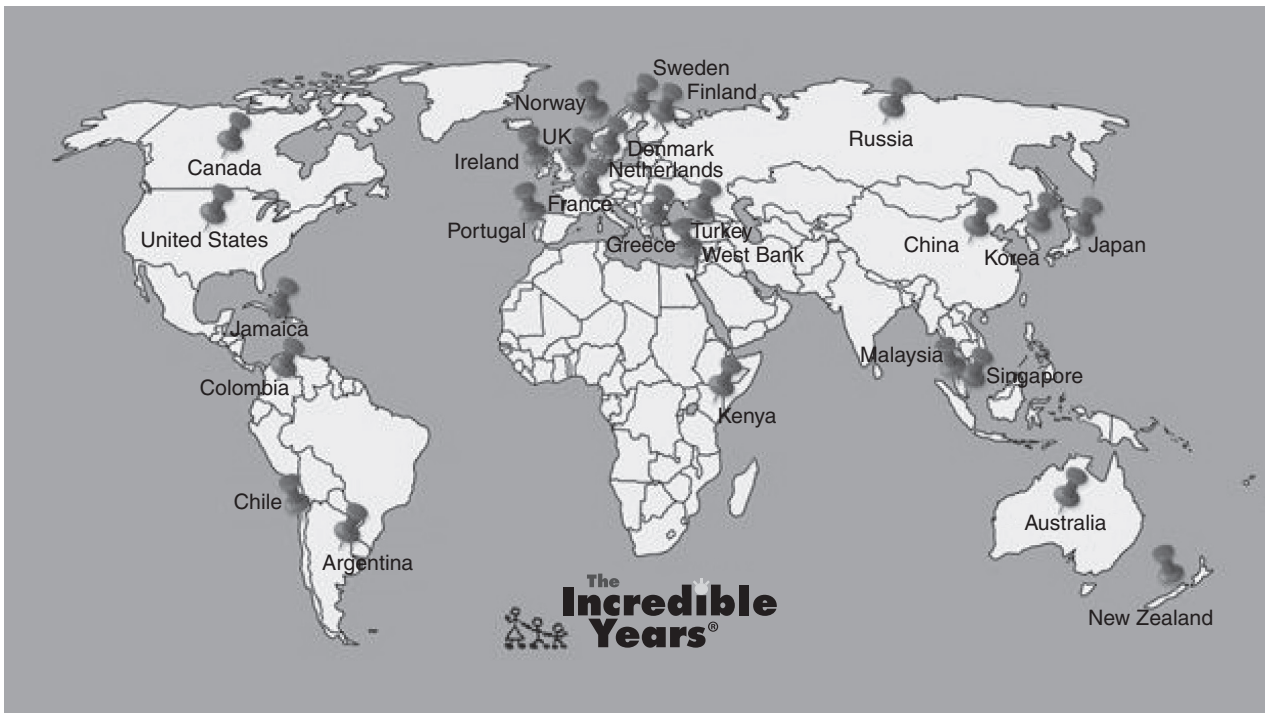 Sweden
Finland
Norway
UK
Ireland
Denmark
Netherlands
Russia
Canada
France
Portugal
Greece
Turkey
West Bank
United States
China
Korea
Japan
Jamaica
Colombia
Malaysia
Singapore
Kenya
Chile
Argentina
Australia
New Zealand
The
Incredible
Years®